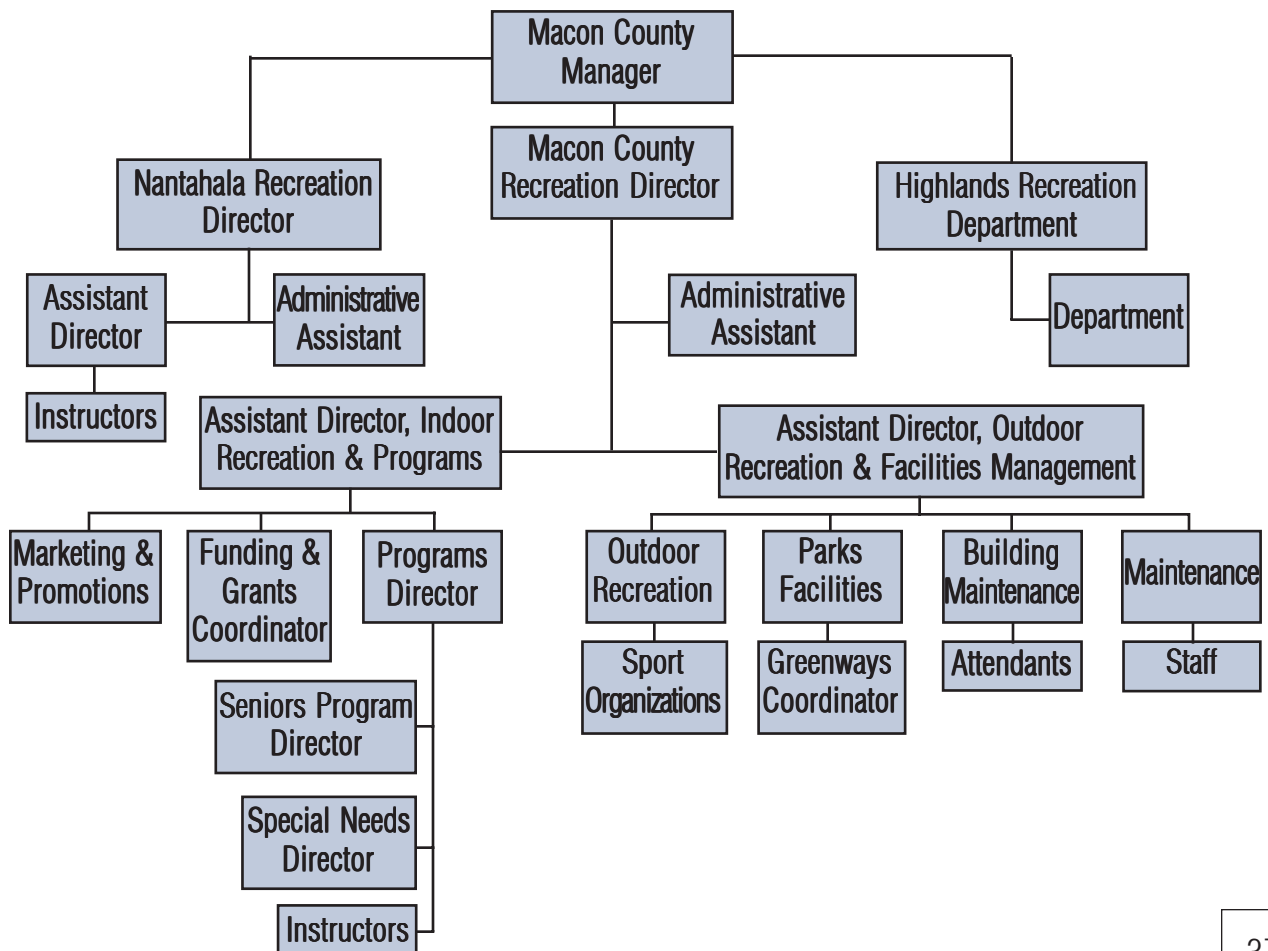 Macon County
Manager
Macon County
Recreation Director
Nantahala Recreation
Director
Highlands Recreation
Department
Assistant
Director
Administrative
Assistant
Administrative
Assistant
Department
Instructors
Assistant Director, Indoor
Recreation & Programs
Assistant Director, Outdoor
Recreation & Facilities Management
Marketing &
Promotions
Funding &
Grants
Coordinator
Programs
Director
Outdoor
Recreation
Parks
Facilities
Building
Maintenance
Maintenance
Sport
Organizations
Greenways
Coordinator
Attendants
Staff
Seniors Program
Director
Special Needs
Director
Instructors